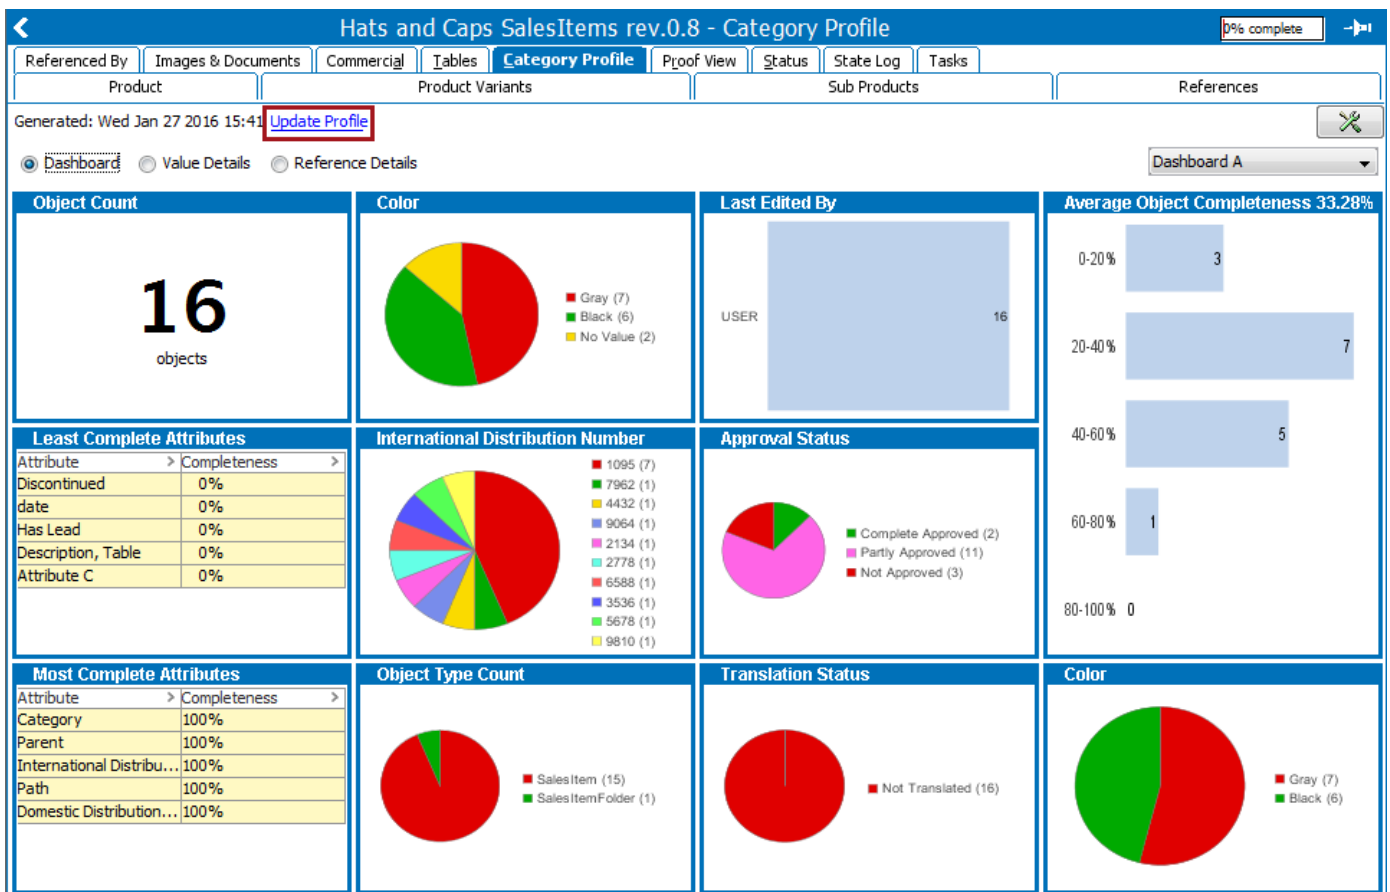 Hats and Caps SalesItems rev.0.8 - Category Profile
0% complete
Referenced By Images & Documents Commercial Tables Category Profile Proof View Status State Log Tasks
Product Product Variants Sub Products References
Generated: Wed Jan 27 2016 15:41 Update Profile
Dashboard Value Details Reference Details Dashboard A
Object Count
16
objects
Color
Gray (7)
Black (6)
No Value (2)
Last Edited By
USER 16
Average Object Completeness 33.28%
0-20% 3
20-40% 7
40-60% 5
60-80% 1
80-100% 0
Least Complete Attributes
Attribute > Completeness >
Discontinued 0%
date 0%
Has Lead 0%
Description, Table 0%
Attribute C 0%
International Distribution Number
1095 (7)
7962 (1)
4432 (1)
9064 (1)
2134 (1)
2778 (1)
6588 (1)
3536 (1)
5678 (1)
9810 (1)
Approval Status
Complete Approved (2)
Partly Approved (11)
Not Approved (3)
Most Complete Attributes
Attribute > Completeness >
Category 100%
Parent 100%
International Distribu... 100%
Path 100%
Domestic Distribution... 100%
Object Type Count
SalesItem (15)
SalesItemFolder (1)
Translation Status
Not Translated (16)
Color
Gray (7)
Black (6)